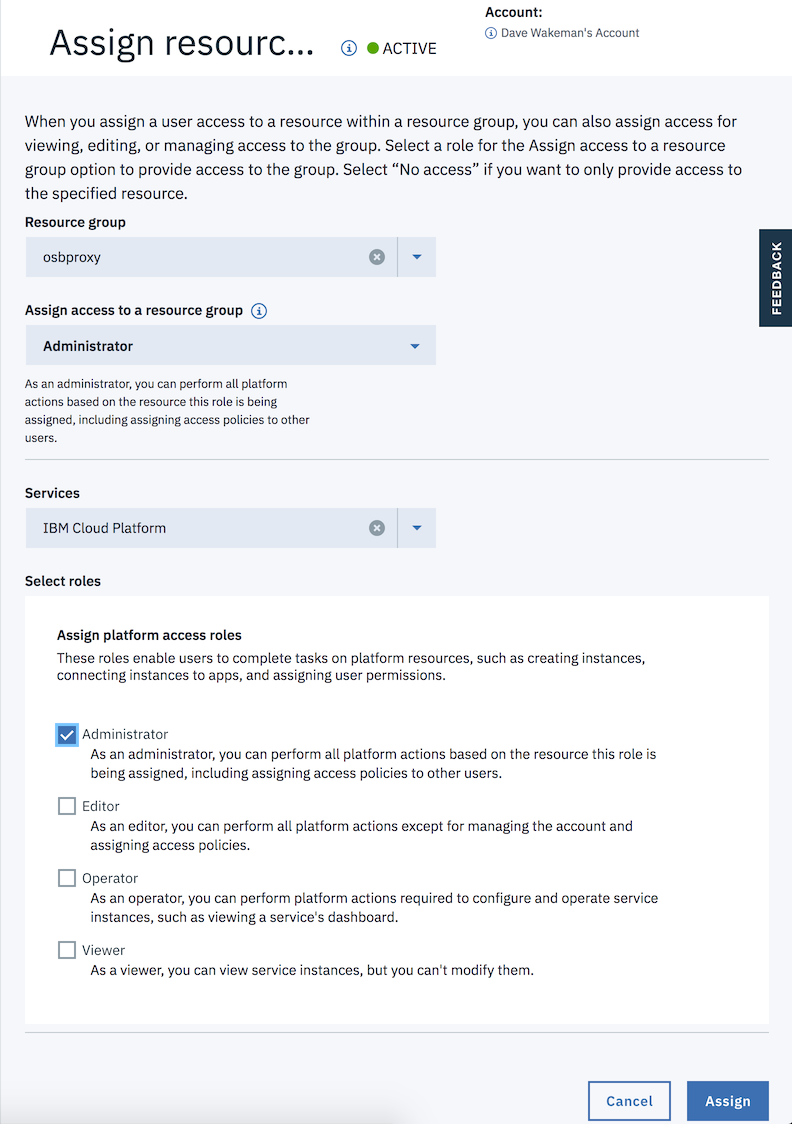 Assign resourc...
ACTIVE
Account:
Dave Wakeman's Account
When you assign a user access to a resource within a resource group, you can also assign access for
viewing, editing, or managing access to the group. Select a role for the Assign access to a resource
group option to provide access to the group. Select “No access” if you want to only provide access to
the specified resource.
Resource group
osbproxy
FEEDBACK
Assign access to a resource group
Administrator
As an administrator, you can perform all platform
actions based on the resource this role is being
assigned, including assigning access policies to other
users.
Services
IBM Cloud Platform
Select roles
Assign platform access roles
These roles enable users to complete tasks on platform resources, such as creating instances,
connecting instances to apps, and assigning user permissions.
Administrator
As an administrator, you can perform all platform actions based on the resource this role is
being assigned, including assigning access policies to other users.
Editor
As an editor, you can perform all platform actions except for managing the account and
assigning access policies.
Operator
As an operator, you can perform platform actions required to configure and operate service
instances, such as viewing a service's dashboard.
Viewer
As a viewer, you can view service instances, but you can't modify them.
Cancel
Assign